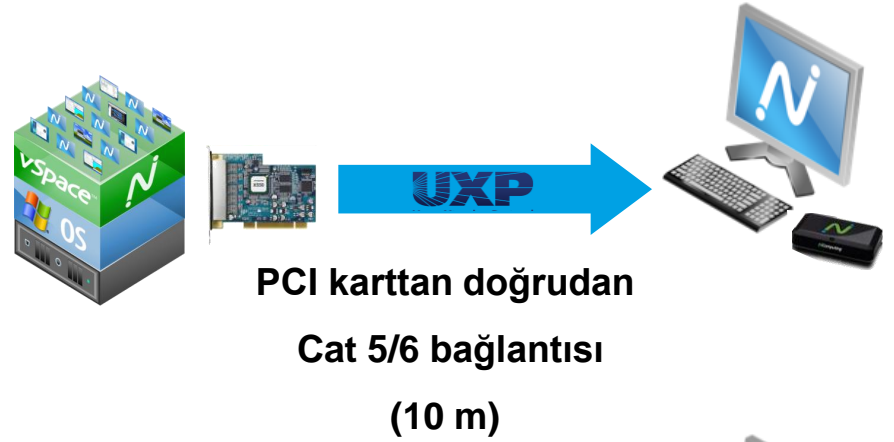 vSpace
OS
UXP
PCI karttan doğrudan
Cat 5/6 bağlantısı
(10 m)